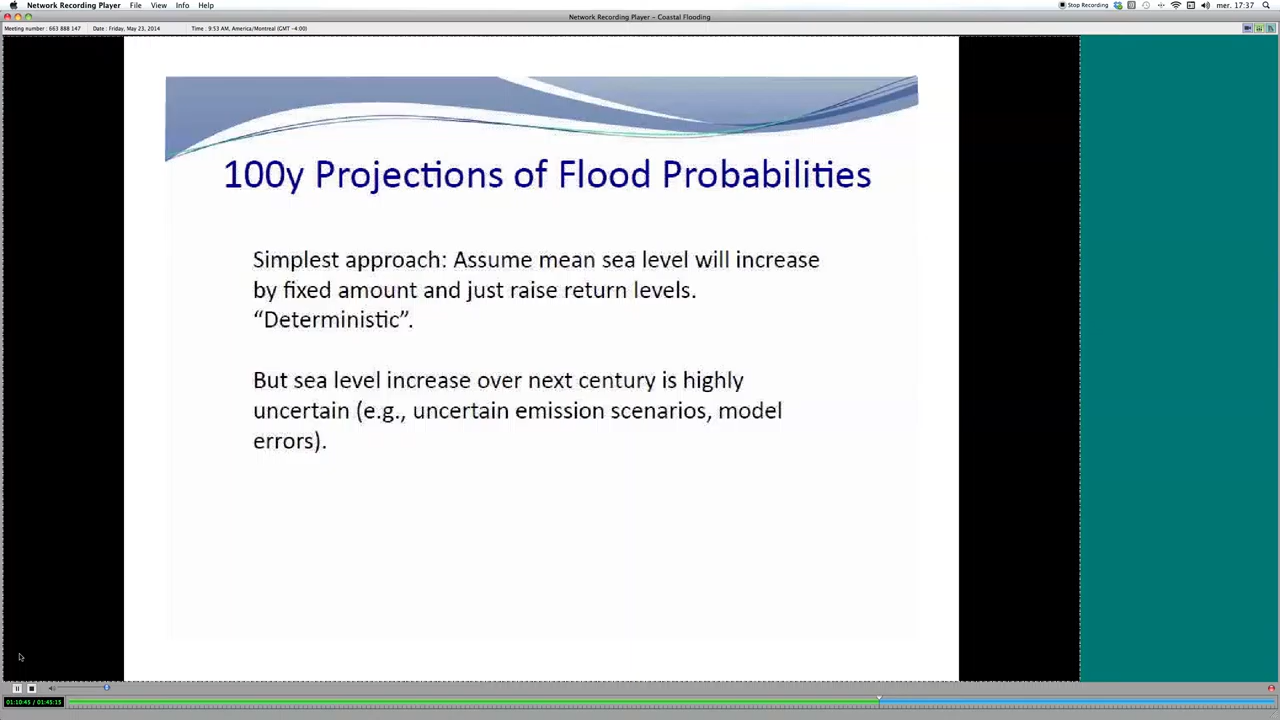 Network Recording Player File Edit View Info Help
Stop Recording mer. 17:37
Network Recording Player – Coastal Flooding
Meeting number : 663 888 147 Date : Friday, May 23, 2014 Time : 9:53 AM, America/Montreal (GMT -4:00)
100y Projections of Flood Probabilities
Simplest approach: Assume mean sea level will increase
by fixed amount and just raise return levels.
“Deterministic”.
But sea level increase over next century is highly
uncertain (e.g., uncertain emission scenarios, model
errors).
01:10:45 / 01:45:15